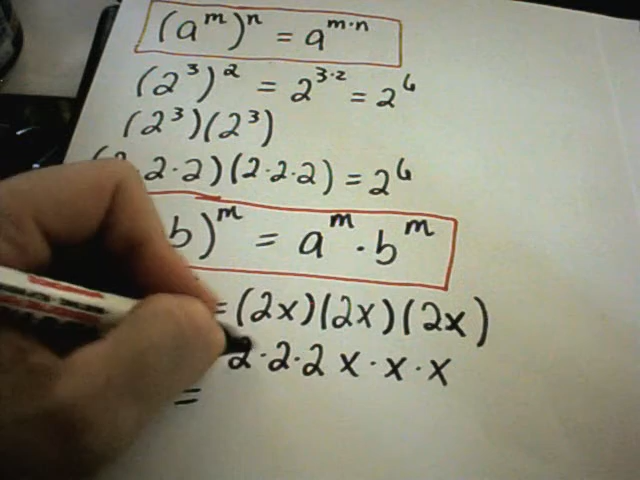 (a^m)^n = a^{m·n}
(2^3)^2 = 2^{3·2} = 2^6
(2^3)(2^3)
2·2)(2·2·2) = 2^6
b)^m = a^m · b^m
=(2x)(2x)(2x)
2·2·2 x·x·x
=